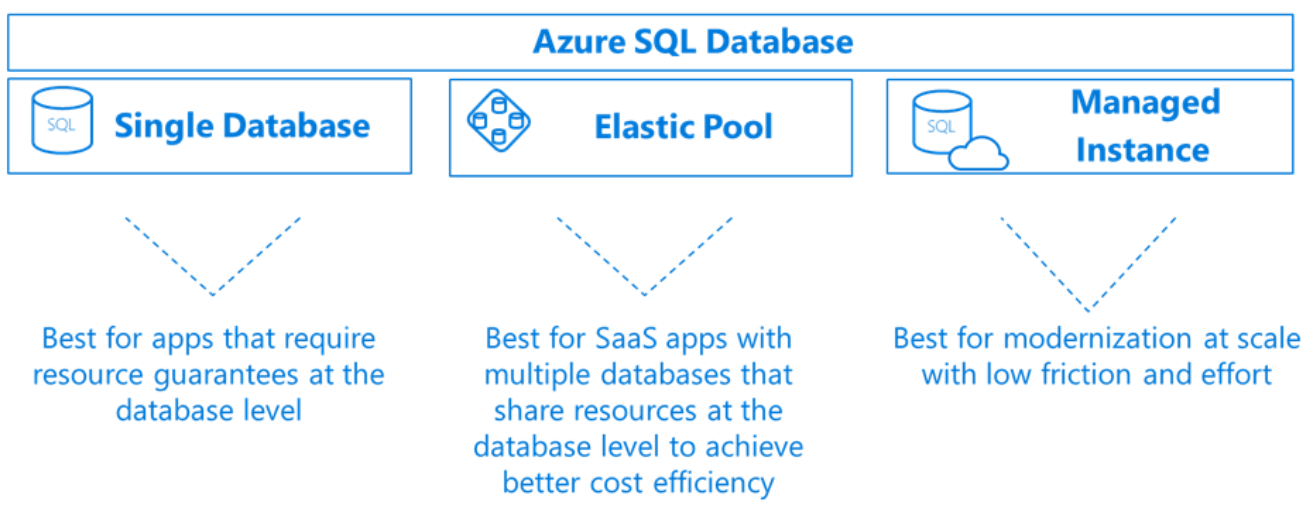 Azure SQL Database
SQL
Single Database
Elastic Pool
SQL
Managed
Instance
Best for apps that require
resource guarantees at the
database level
Best for SaaS apps with
multiple databases that
share resources at the
database level to achieve
better cost efficiency
Best for modernization at scale
with low friction and effort